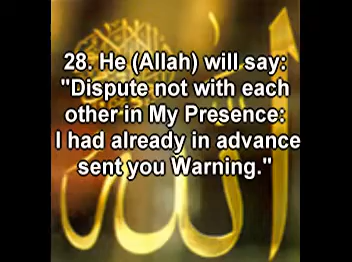 28. He (Allah) will say:
"Dispute not with each
other in My Presence:
I had already in advance
sent you Warning."
الله